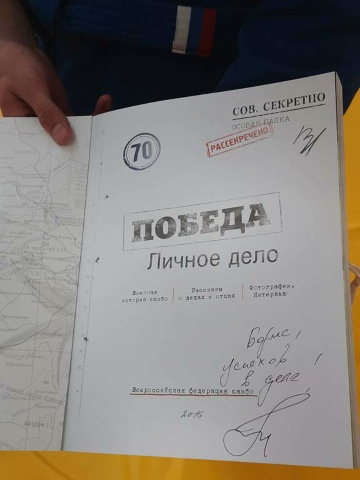 СОВ. СЕКРЕТНО
ОСОБАЯ ПАПКА
РАССЕКРЕЧЕНО
70
ПОБЕДА
Личное дело
Военная история самбо
Рассказы о дедах и отцах
Фотографии, Интервью
Борис,
успехов
в деле!
Всероссийская федерация самбо
2015